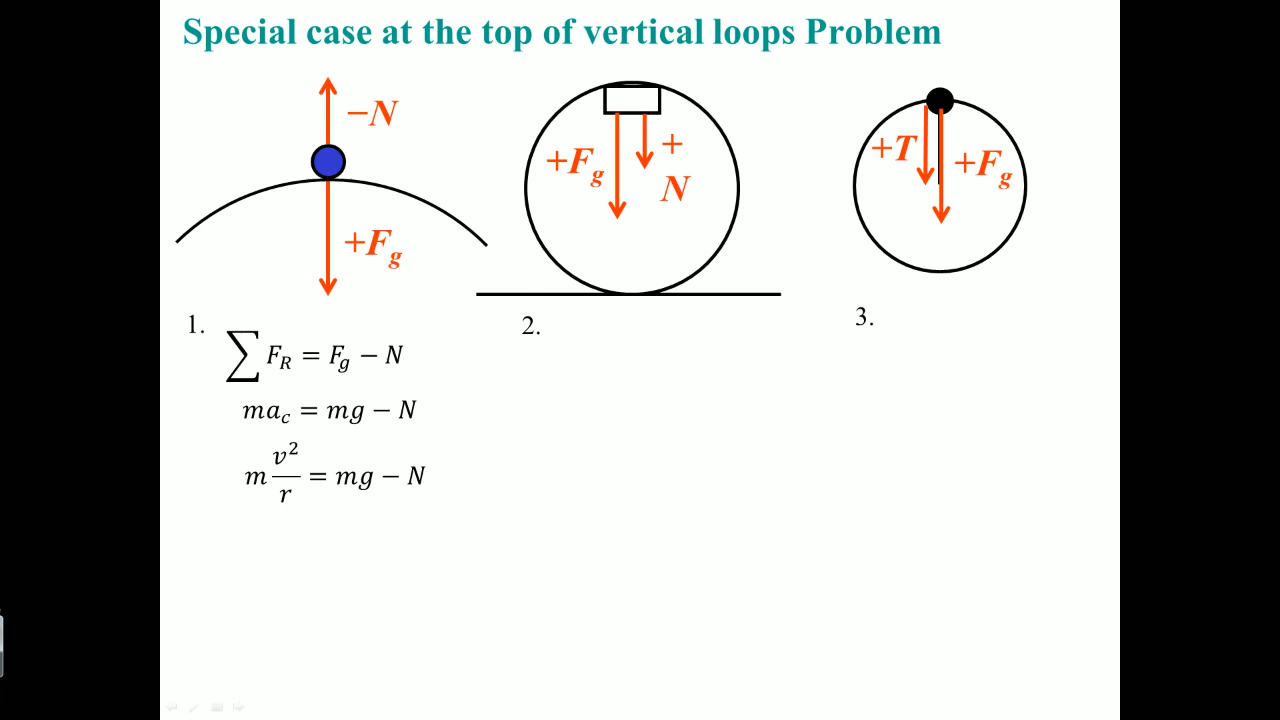 Special case at the top of vertical loops Problem
−N
+F_g
+F_g
+
N
+T
+F_g
1.
∑ F_R = F_g − N
ma_c = mg − N
m v²/r = mg − N
2.
3.